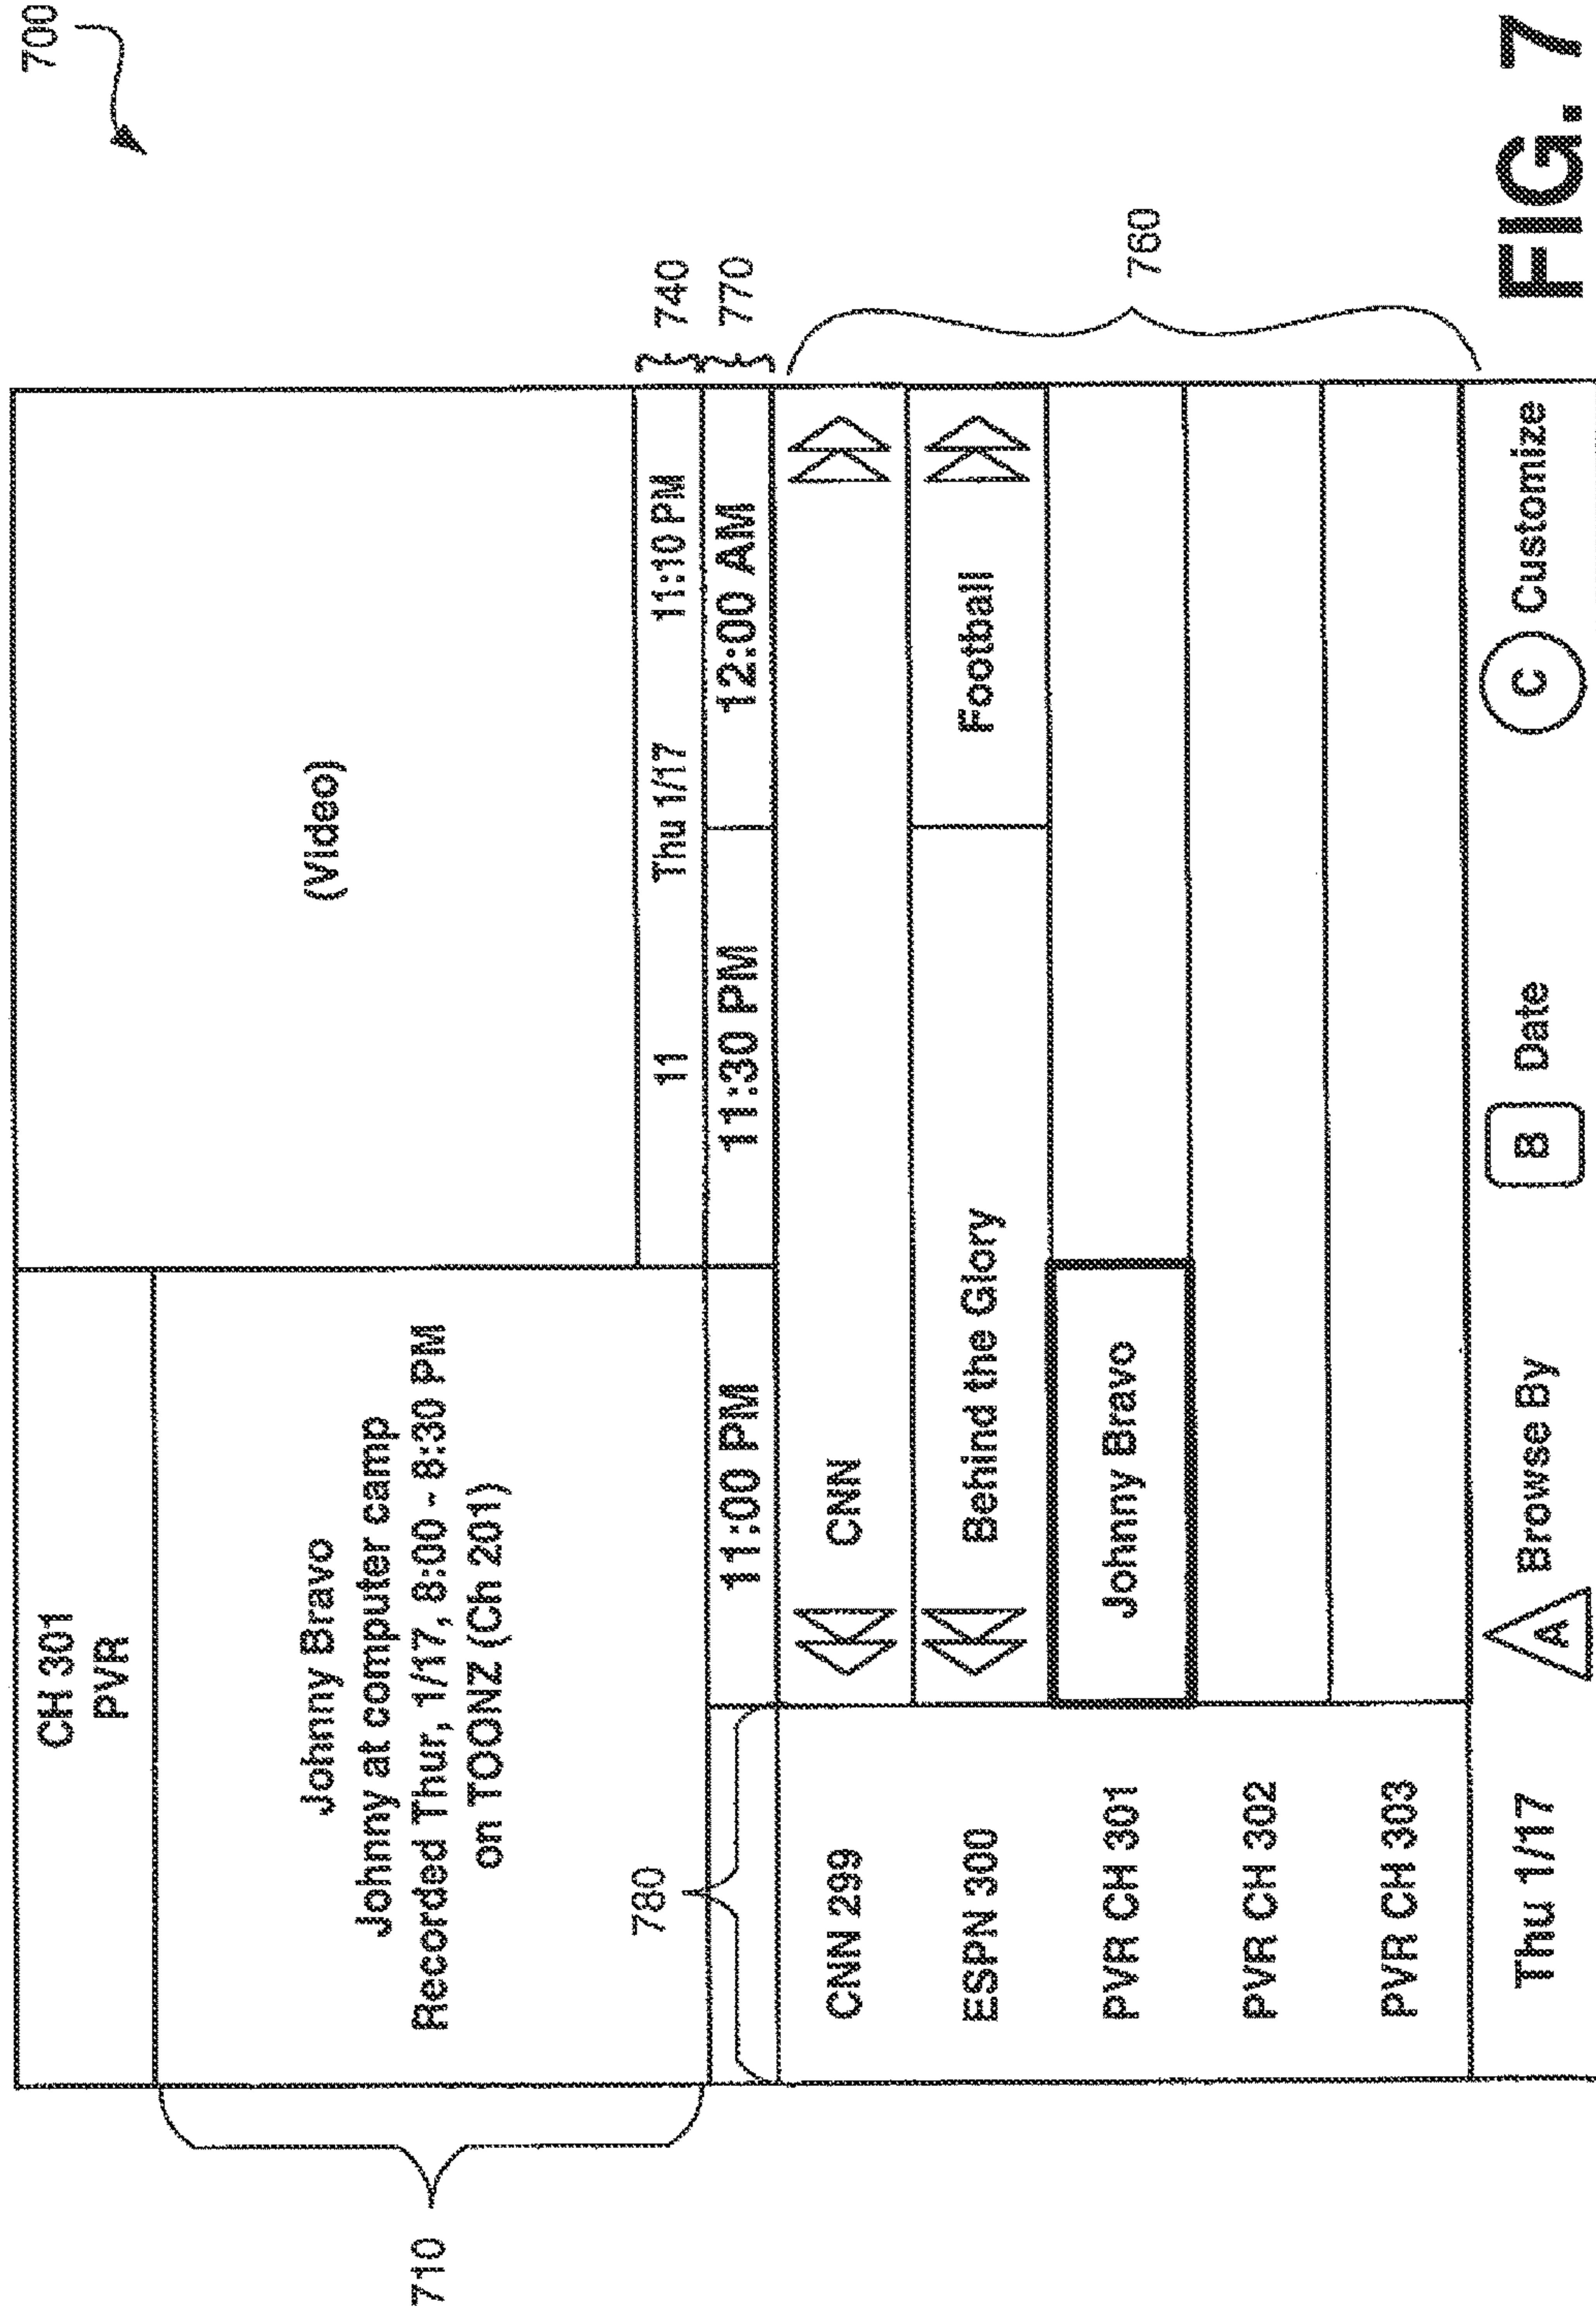 700
CH 301
PVR
(Video)
Johnny Bravo
Johnny at computer camp
Recorded Thur, 1/17, 8:00 - 8:30 PM
on TOONZ (Ch 201)
710
11 Thu 1/17 11:10 PM
740
780
11:00 PM 11:30 PM 12:00 AM
770
CNN 299 CNN
ESPN 300 Behind the Glory Football
PVR CH 301 Johnny Bravo
PVR CH 302
PVR CH 303
760
Thu 1/17 A Browse By B Date C Customize
FIG. 7